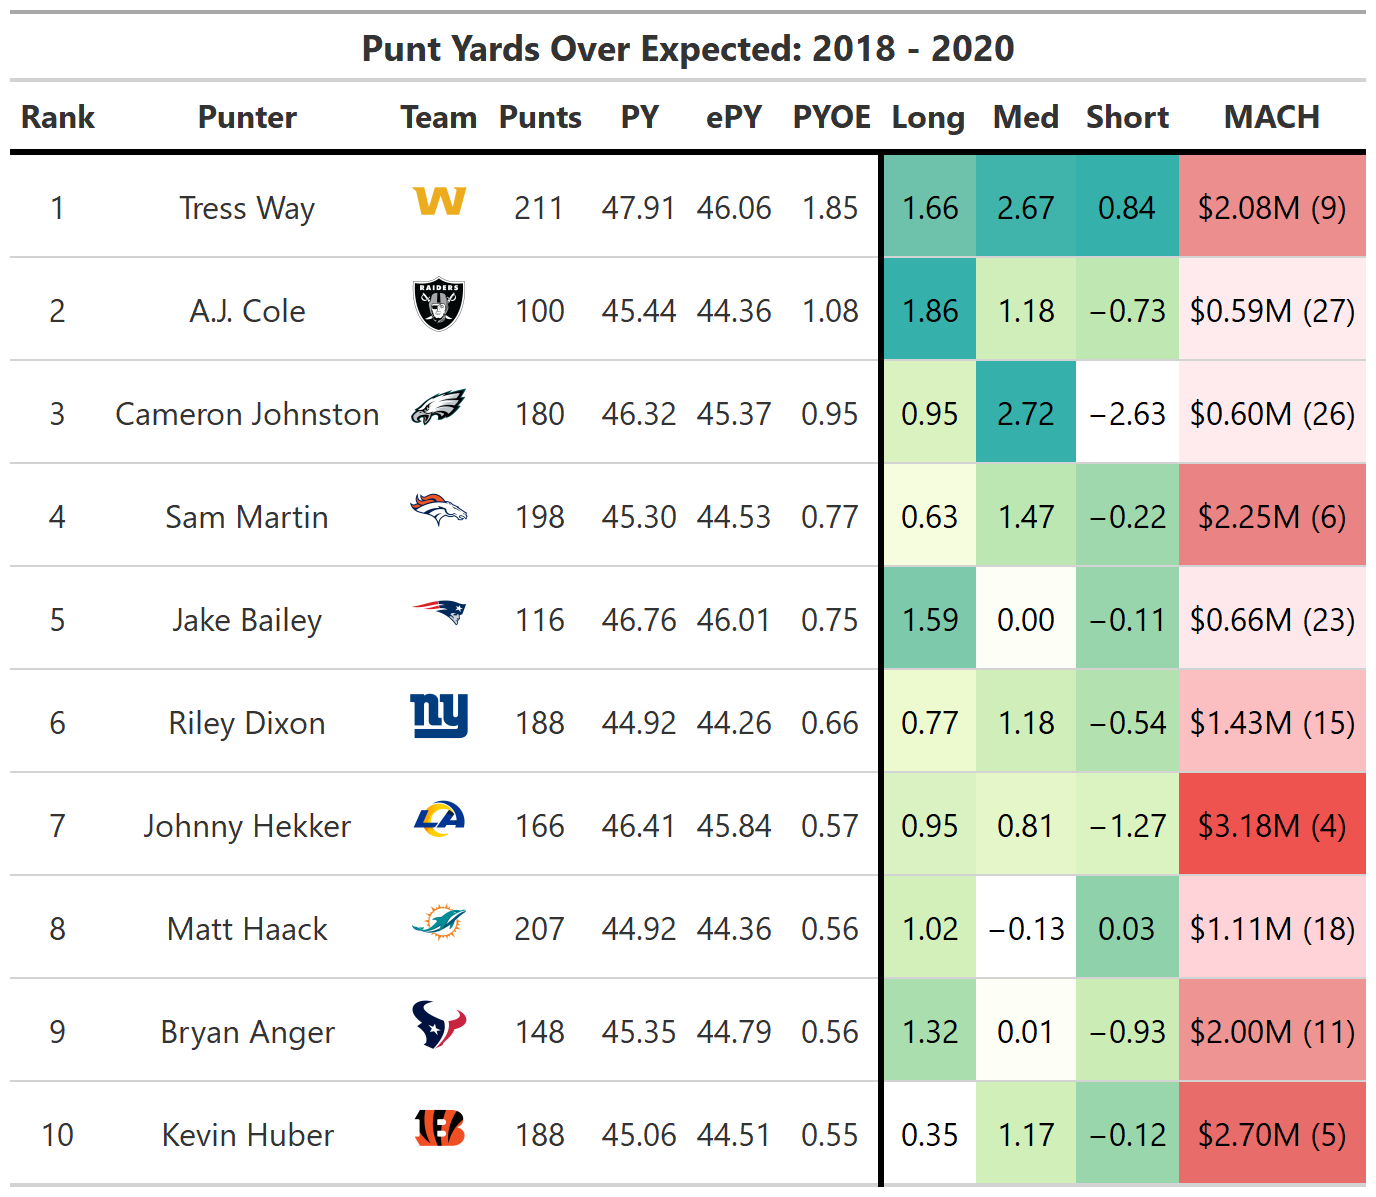 Punt Yards Over Expected: 2018 - 2020
Rank Punter Team Punts PY ePY PYOE Long Med Short MACH
1 Tress Way W 211 47.91 46.06 1.85 1.66 2.67 0.84 $2.08M (9)
2 A.J. Cole RAIDERS 100 45.44 44.36 1.08 1.86 1.18 −0.73 $0.59M (27)
3 Cameron Johnston 180 46.32 45.37 0.95 0.95 2.72 −2.63 $0.60M (26)
4 Sam Martin 198 45.30 44.53 0.77 0.63 1.47 −0.22 $2.25M (6)
5 Jake Bailey 116 46.76 46.01 0.75 1.59 0.00 −0.11 $0.66M (23)
6 Riley Dixon ny 188 44.92 44.26 0.66 0.77 1.18 −0.54 $1.43M (15)
7 Johnny Hekker LA 166 46.41 45.84 0.57 0.95 0.81 −1.27 $3.18M (4)
8 Matt Haack 207 44.92 44.36 0.56 1.02 −0.13 0.03 $1.11M (18)
9 Bryan Anger 148 45.35 44.79 0.56 1.32 0.01 −0.93 $2.00M (11)
10 Kevin Huber B 188 45.06 44.51 0.55 0.35 1.17 −0.12 $2.70M (5)